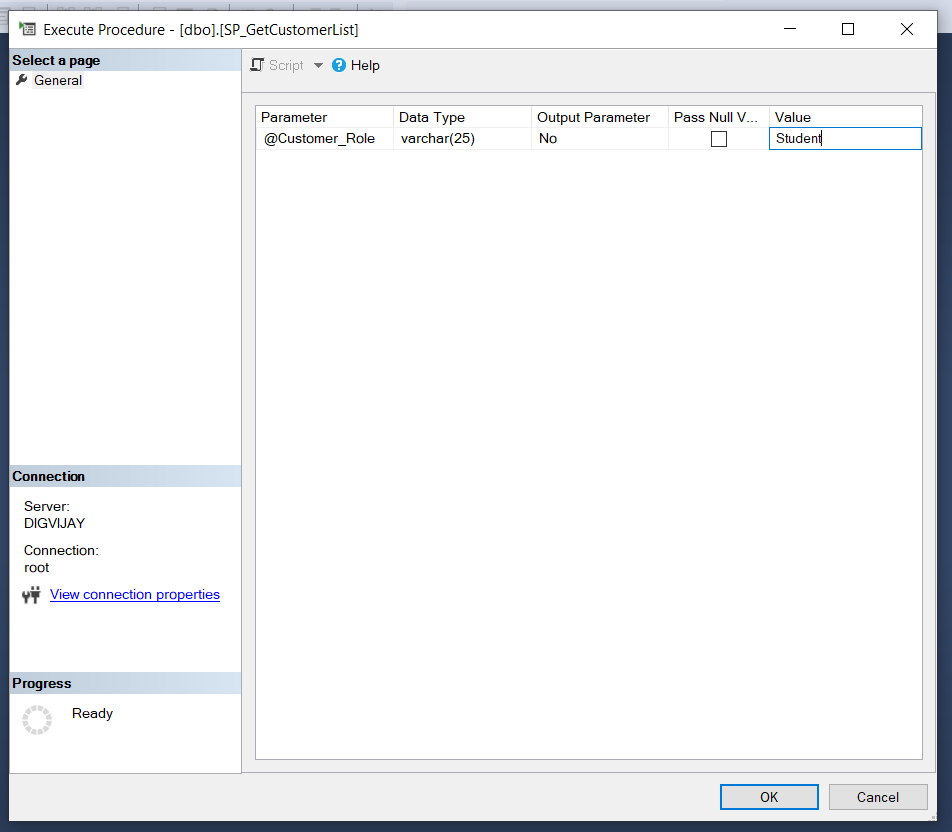 Execute Procedure - [dbo].[SP_GetCustomerList]
Select a page
General
Script
Help
Parameter Data Type Output Parameter Pass Null V... Value
@Customer_Role varchar(25) No Student
Connection
Server:
DIGVIJAY
Connection:
root
View connection properties
Progress
Ready
OK Cancel